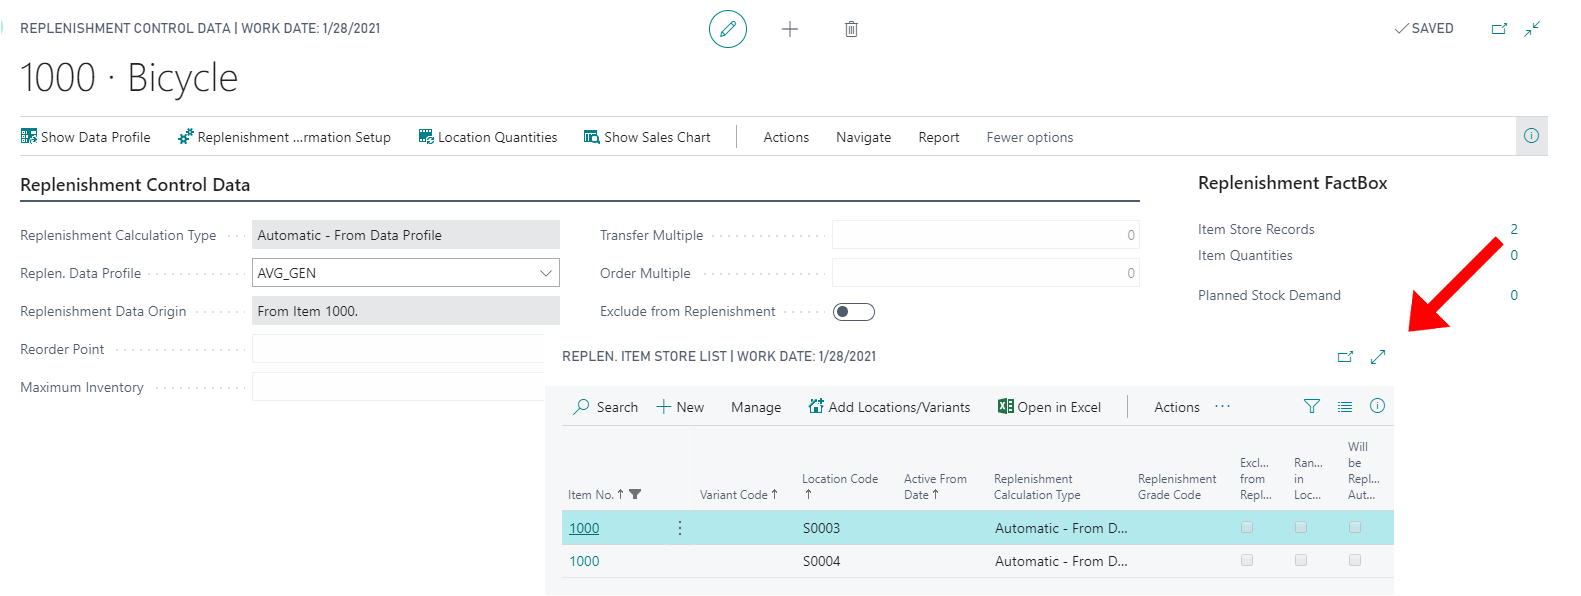 REPLENISHMENT CONTROL DATA | WORK DATE: 1/28/2021
SAVED
1000 · Bicycle
Show Data Profile
Replenishment ...rmation Setup
Location Quantities
Show Sales Chart
Actions
Navigate
Report
Fewer options
Replenishment Control Data
Replenishment Calculation Type
Automatic - From Data Profile
Replen. Data Profile
AVG_GEN
Replenishment Data Origin
From Item 1000.
Reorder Point
Maximum Inventory
Transfer Multiple
0
Order Multiple
0
Exclude from Replenishment
Replenishment FactBox
Item Store Records
2
Item Quantities
0
Planned Stock Demand
0
REPLEN. ITEM STORE LIST | WORK DATE: 1/28/2021
Search
New
Manage
Add Locations/Variants
Open in Excel
Actions
...
Item No. ↑
Variant Code ↑
Location Code
↑
Active From
Date ↑
Replenishment
Calculation Type
Replenishment
Grade Code
Excl...
from
Repl...
Ran...
in
Loc...
Will
be
Repl...
Aut...
1000
S0003
Automatic - From D...
1000
S0004
Automatic - From D...